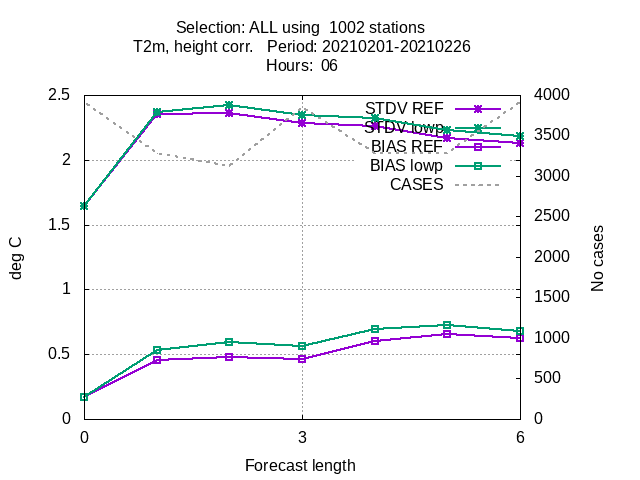 Selection: ALL using  1002 stations
T2m, height corr.   Period: 20210201-20210226
Hours:  06
2.5
2
1.5
1
0.5
0
deg C
4000
3500
3000
2500
2000
1500
1000
500
0
No cases
STDV REF
STDV lowp
BIAS REF
BIAS lowp
CASES
0
3
6
Forecast length